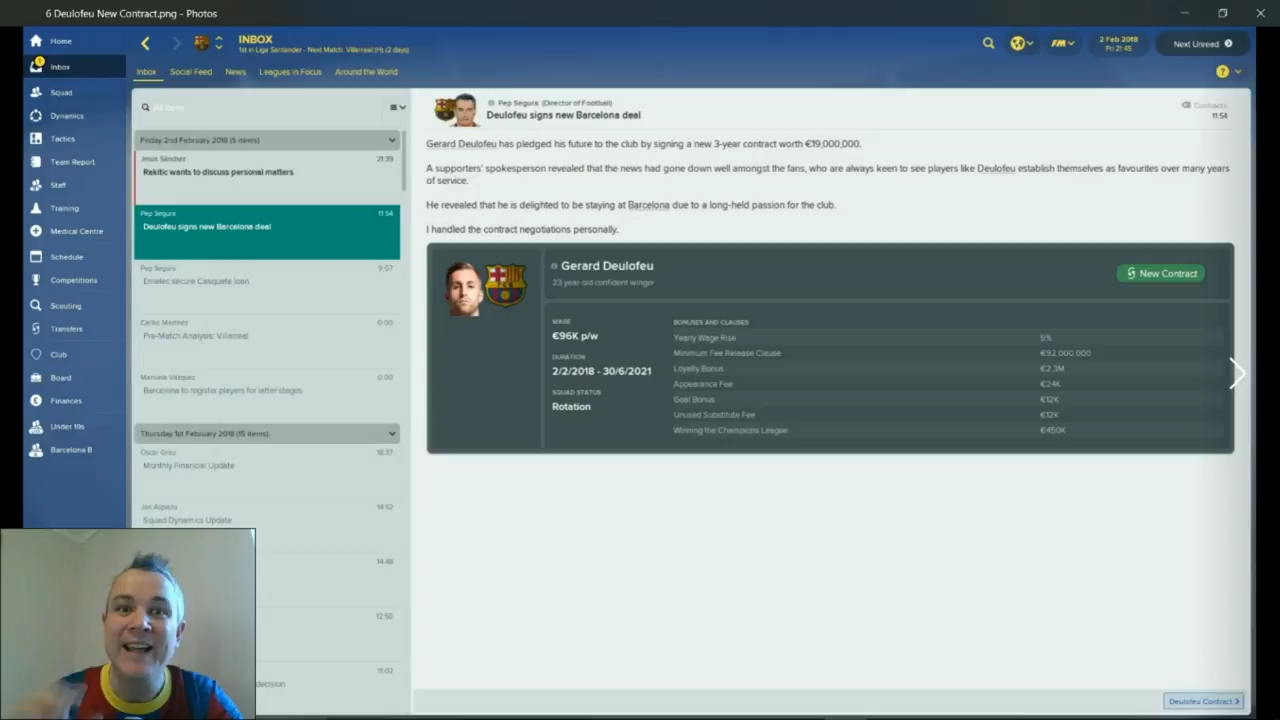 6 Deulofeu New Contract.png - Photos
Home
INBOX
1st in Liga Santander - Next Match: Villarreal (H) (2 days)
FM
2 Feb 2018
Fri 21:45
Next Unread
Inbox
Inbox
Social Feed
News
Leagues in Focus
Around the World
?
Squad
Dynamics
Tactics
Team Report
Staff
Training
Medical Centre
Schedule
Competitions
Scouting
Transfers
Club
Board
Finances
Under 19s
Barcelona B
All Items
Friday 2nd February 2018 (5 items)
Jesús Sánchez
21:39
Rakitic wants to discuss personal matters
Pep Segura
11:54
Deulofeu signs new Barcelona deal
Pep Segura
9:07
Emelec secure Casquete loan
Carlos Martínez
0:00
Pre-Match Analysis: Villarreal
Manuela Vázquez
0:00
Barcelona to register players for latter stages
Thursday 1st February 2018 (15 items)
Óscar Grau
18:37
Monthly Financial Update
Jon Aspiazu
14:52
Squad Dynamics Update
14:48
12:50
11:02
decision
Pep Segura (Director of Football)
Deulofeu signs new Barcelona deal
Contracts
11:54
Gerard Deulofeu has pledged his future to the club by signing a new 3-year contract worth €19,000,000.
A supporters' spokesperson revealed that the news had gone down well amongst the fans, who are always keen to see players like Deulofeu establish themselves as favourites over many years
of service.
He revealed that he is delighted to be staying at Barcelona due to a long-held passion for the club.
I handled the contract negotiations personally.
Gerard Deulofeu
23 year-old confident winger
New Contract
WAGE
€96K p/w
DURATION
2/2/2018 - 30/6/2021
SQUAD STATUS
Rotation
BONUSES AND CLAUSES
Yearly Wage Rise 5%
Minimum Fee Release Clause €92,000,000
Loyalty Bonus €2.3M
Appearance Fee €24K
Goal Bonus €12K
Unused Substitute Fee €12K
Winning the Champions League €450K
Deulofeu Contract >